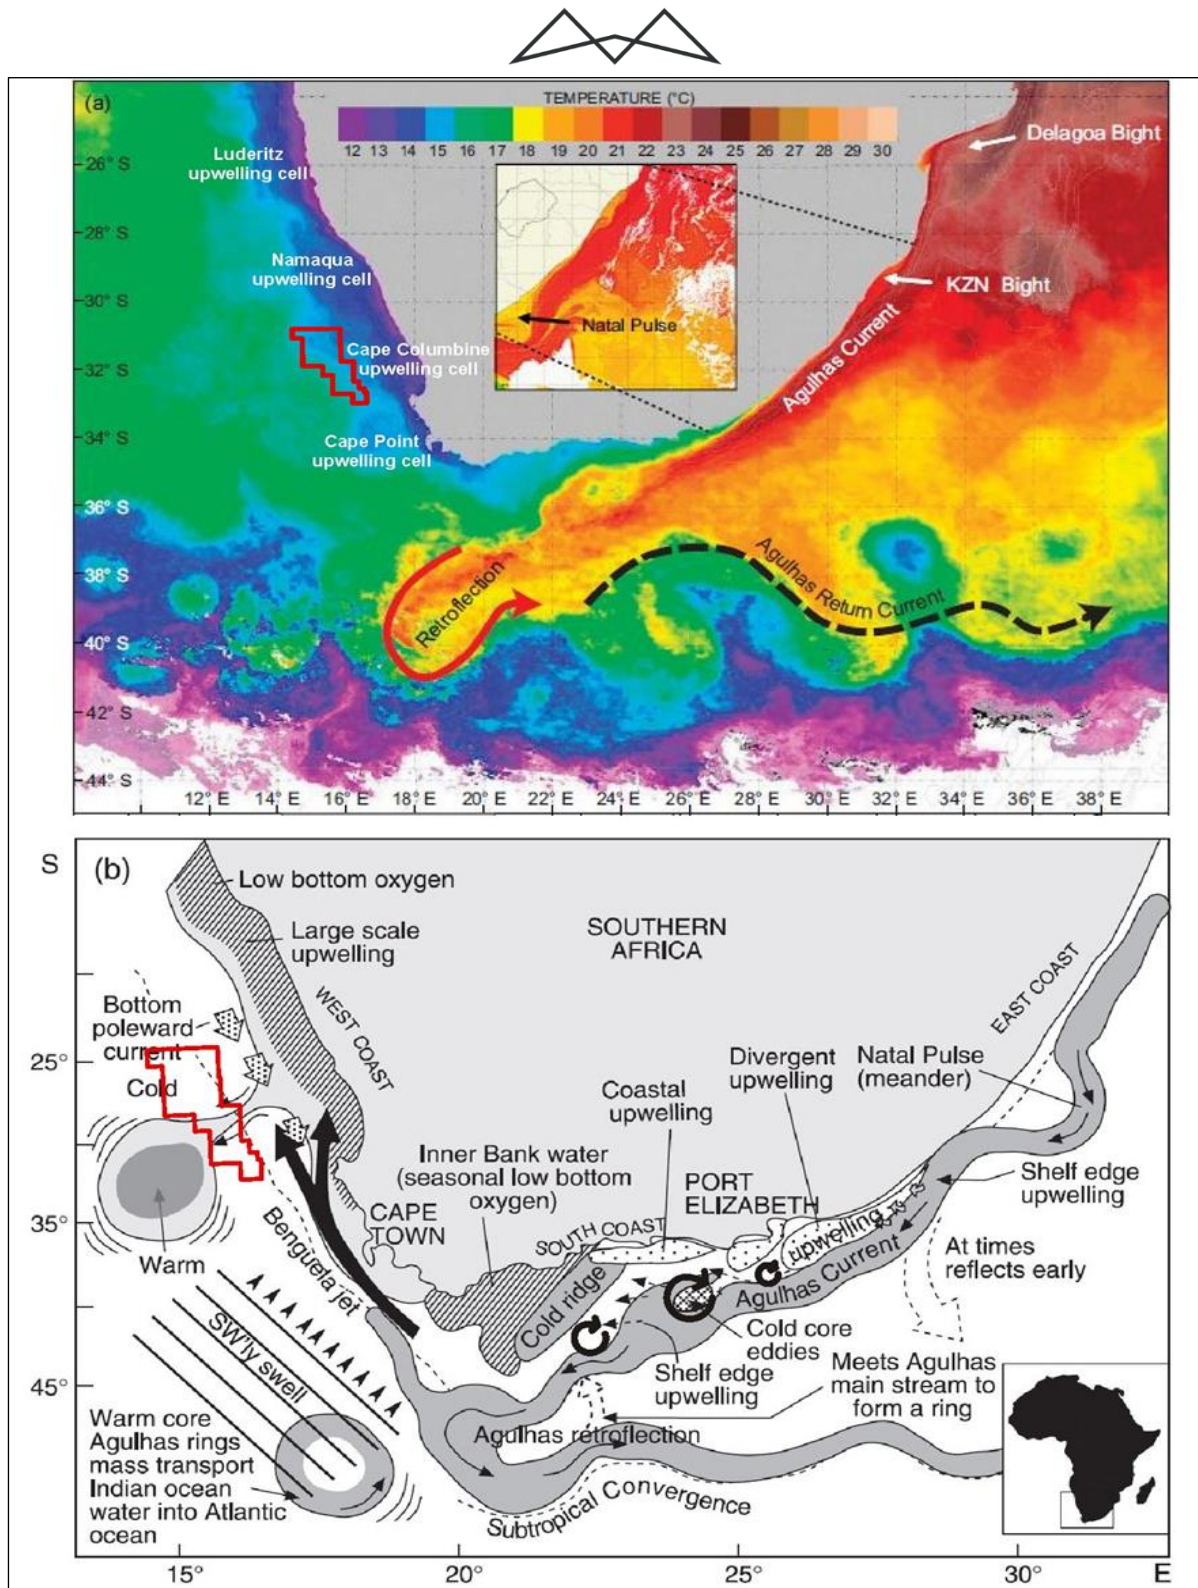 (a)
TEMPERATURE (°C)
12 13 14 15 16 17 18 19 20 21 22 23 24 25 26 27 28 29 30
Delagoa Bight
Luderitz
upwelling cell
26° S
28° S
Namaqua
upwelling cell
KZN Bight
30° S
Natal Pulse
Agulhas Current
Cape Columbine
upwelling cell
32° S
34° S
Cape Point
upwelling cell
36° S
38° S
Retroflection
Agulhas Return Current
40° S
42° S
44° S
12° E 14° E 16° E 18° E 20° E 22° E 24° E 26° E 28° E 30° E 32° E 34° E 36° E 38° E
S
(b)
Low bottom oxygen
SOUTHERN
AFRICA
Large scale
upwelling
WEST COAST
EAST COAST
Bottom
poleward
current
25°
Cold
Divergent
upwelling
Natal Pulse
(meander)
Coastal
upwelling
Inner Bank water
(seasonal low bottom
oxygen)
PORT
ELIZABETH
Shelf edge
upwelling
35°
CAPE
TOWN
SOUTH COAST
upwelling
Warm
Benguela jet
Agulhas Current
At times
reflects early
Cold ridge
Cold core
eddies
SW'ly swell
Shelf edge
upwelling
Meets Agulhas
main stream to
form a ring
45°
Warm core
Agulhas rings
mass transport
Indian ocean
water into Atlantic
ocean
Agulhas retroflection
Subtropical Convergence
15° 20° 25° 30° E